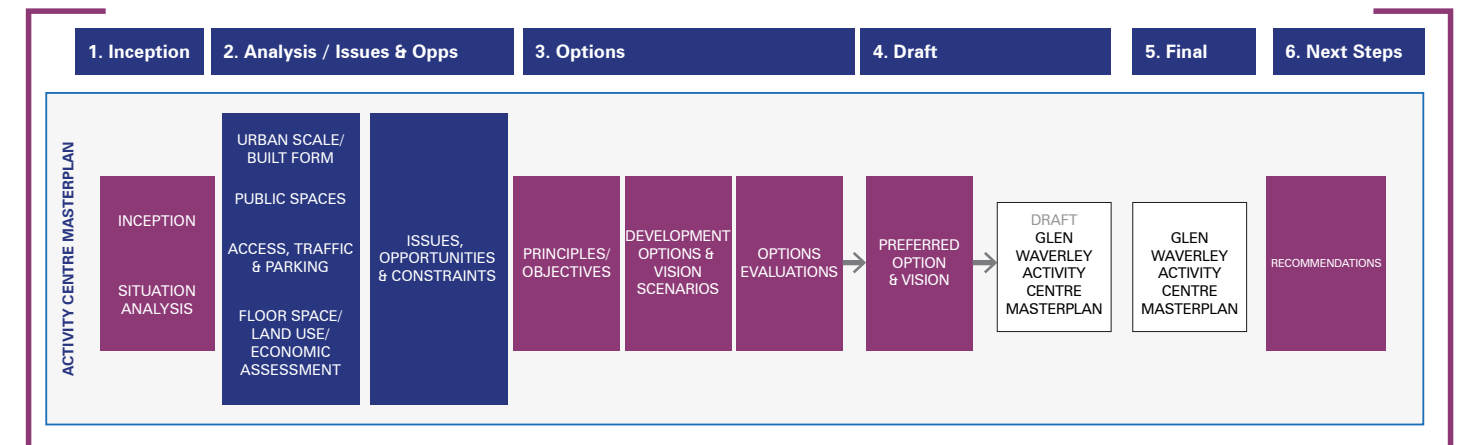 1. Inception
2. Analysis / Issues & Opps
3. Options
4. Draft
5. Final
6. Next Steps
ACTIVITY CENTRE MASTERPLAN
INCEPTION
SITUATION
ANALYSIS
URBAN SCALE/
BUILT FORM
PUBLIC SPACES
ACCESS, TRAFFIC
& PARKING
FLOOR SPACE/
LAND USE/
ECONOMIC
ASSESSMENT
ISSUES,
OPPORTUNITIES
& CONSTRAINTS
PRINCIPLES/
OBJECTIVES
DEVELOPMENT
OPTIONS &
VISION
SCENARIOS
OPTIONS
EVALUATIONS
PREFERRED
OPTION
& VISION
DRAFT
GLEN
WAVERLEY
ACTIVITY
CENTRE
MASTERPLAN
GLEN
WAVERLEY
ACTIVITY
CENTRE
MASTERPLAN
RECOMMENDATIONS